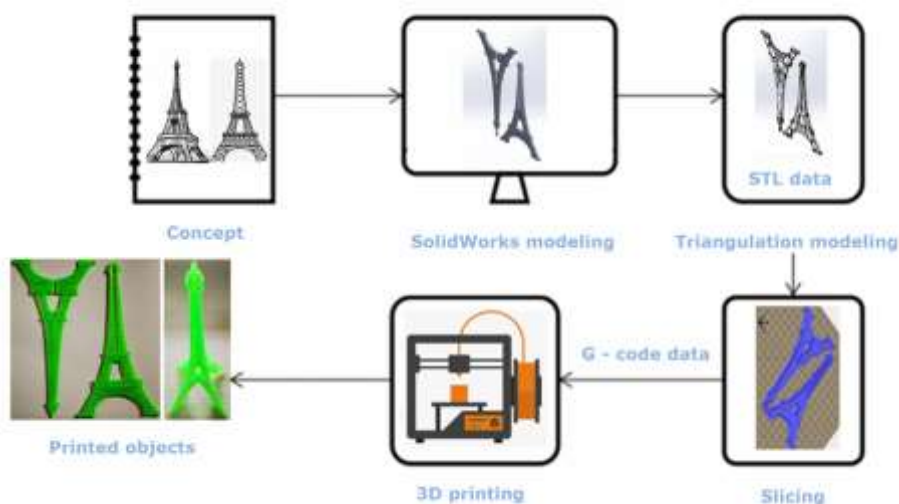 STL data
Concept
SolidWorks modeling
Triangulation modeling
G - code data
Printed objects
3D printing
Slicing